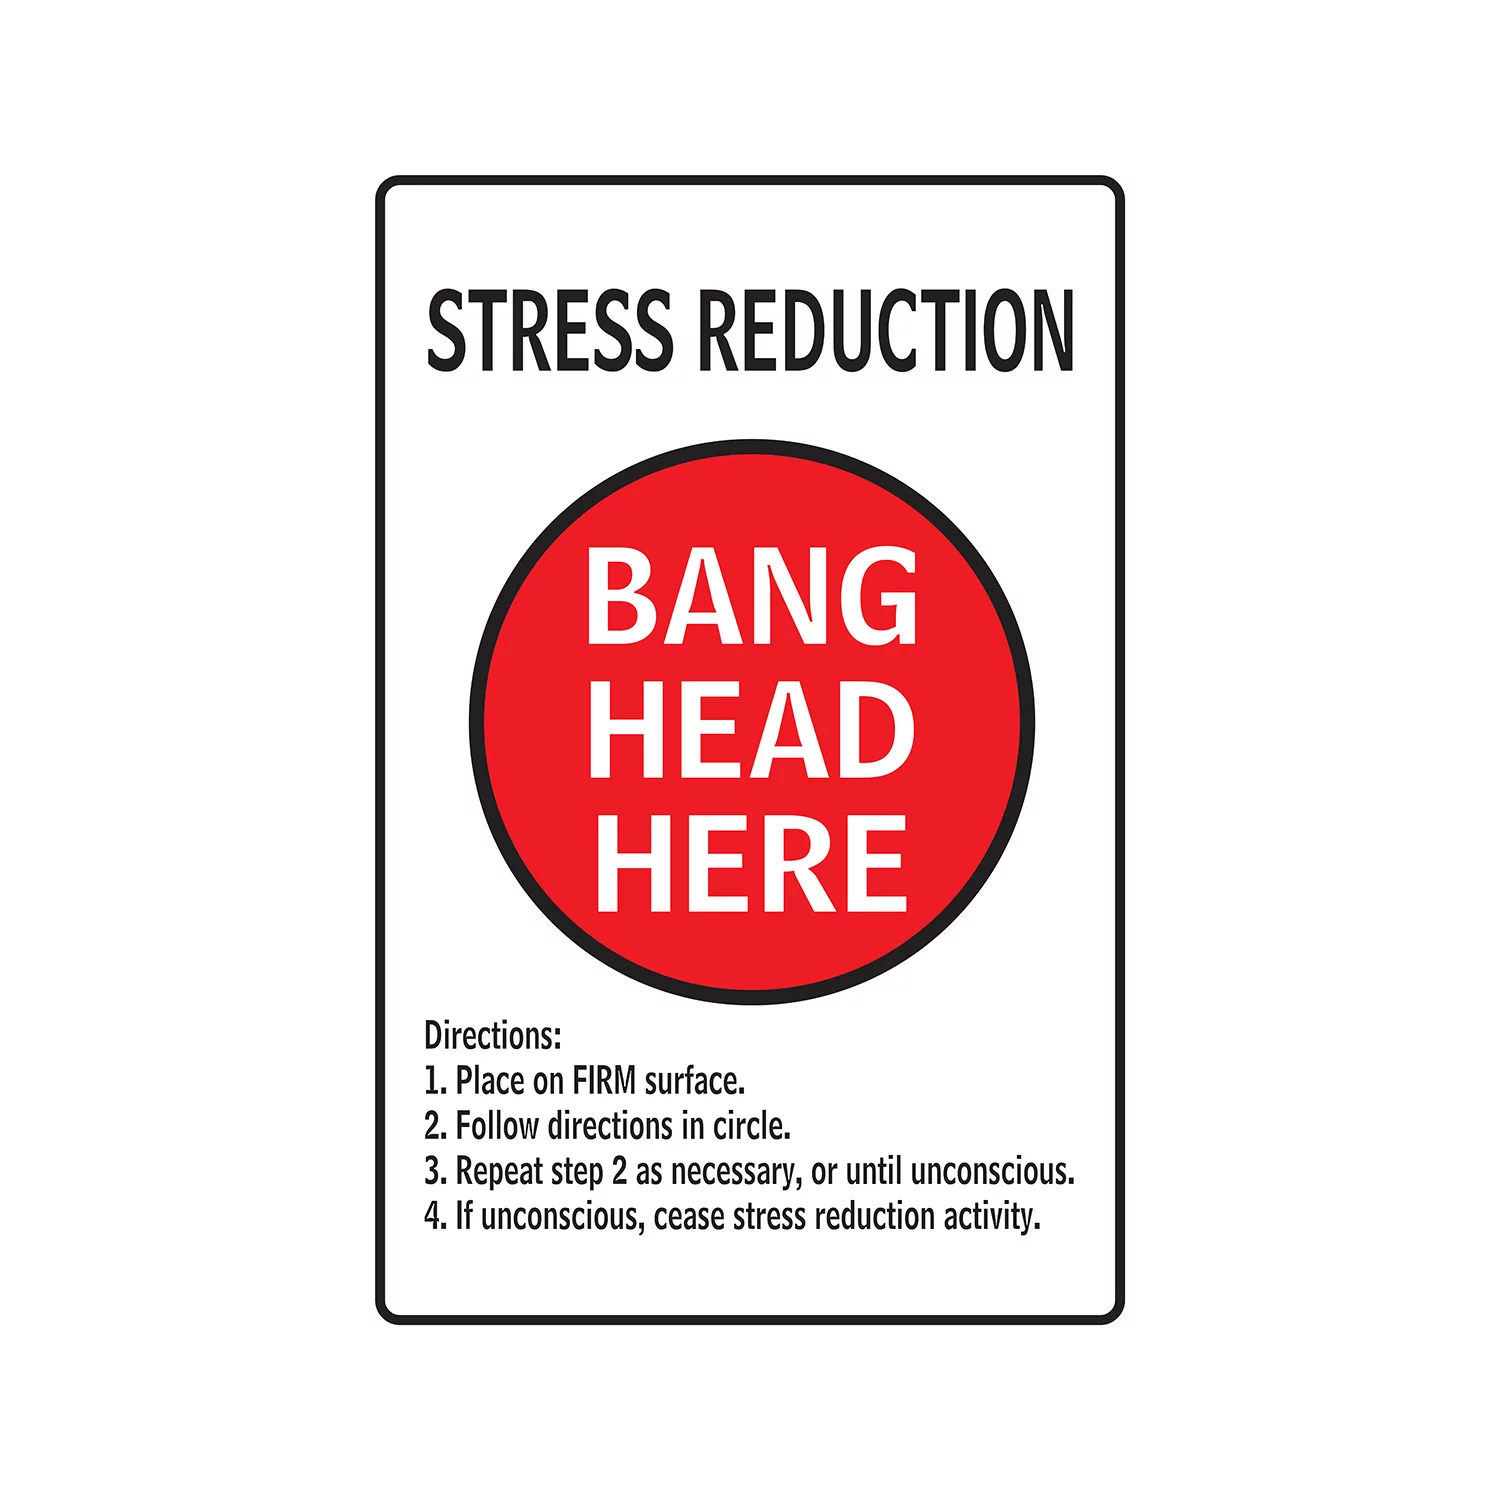 STRESS REDUCTION
BANG
HEAD
HERE
Directions:
1. Place on FIRM surface.
2. Follow directions in circle.
3. Repeat step 2 as necessary, or until unconscious.
4. If unconscious, cease stress reduction activity.